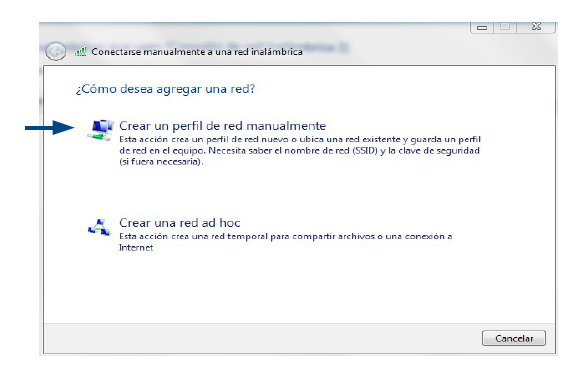 Conectarse manualmente a una red inalámbrica
¿Cómo desea agregar una red?
Crear un perfil de red manualmente
Esta acción crea un perfil de red nuevo o ubica una red existente y guarda un perfil
de red en el equipo. Necesita saber el nombre de red (SSID) y la clave de seguridad
(si fuera necesaria).
Crear una red ad hoc
Esta acción crea una red temporal para compartir archivos o una conexión a
Internet
Cancelar